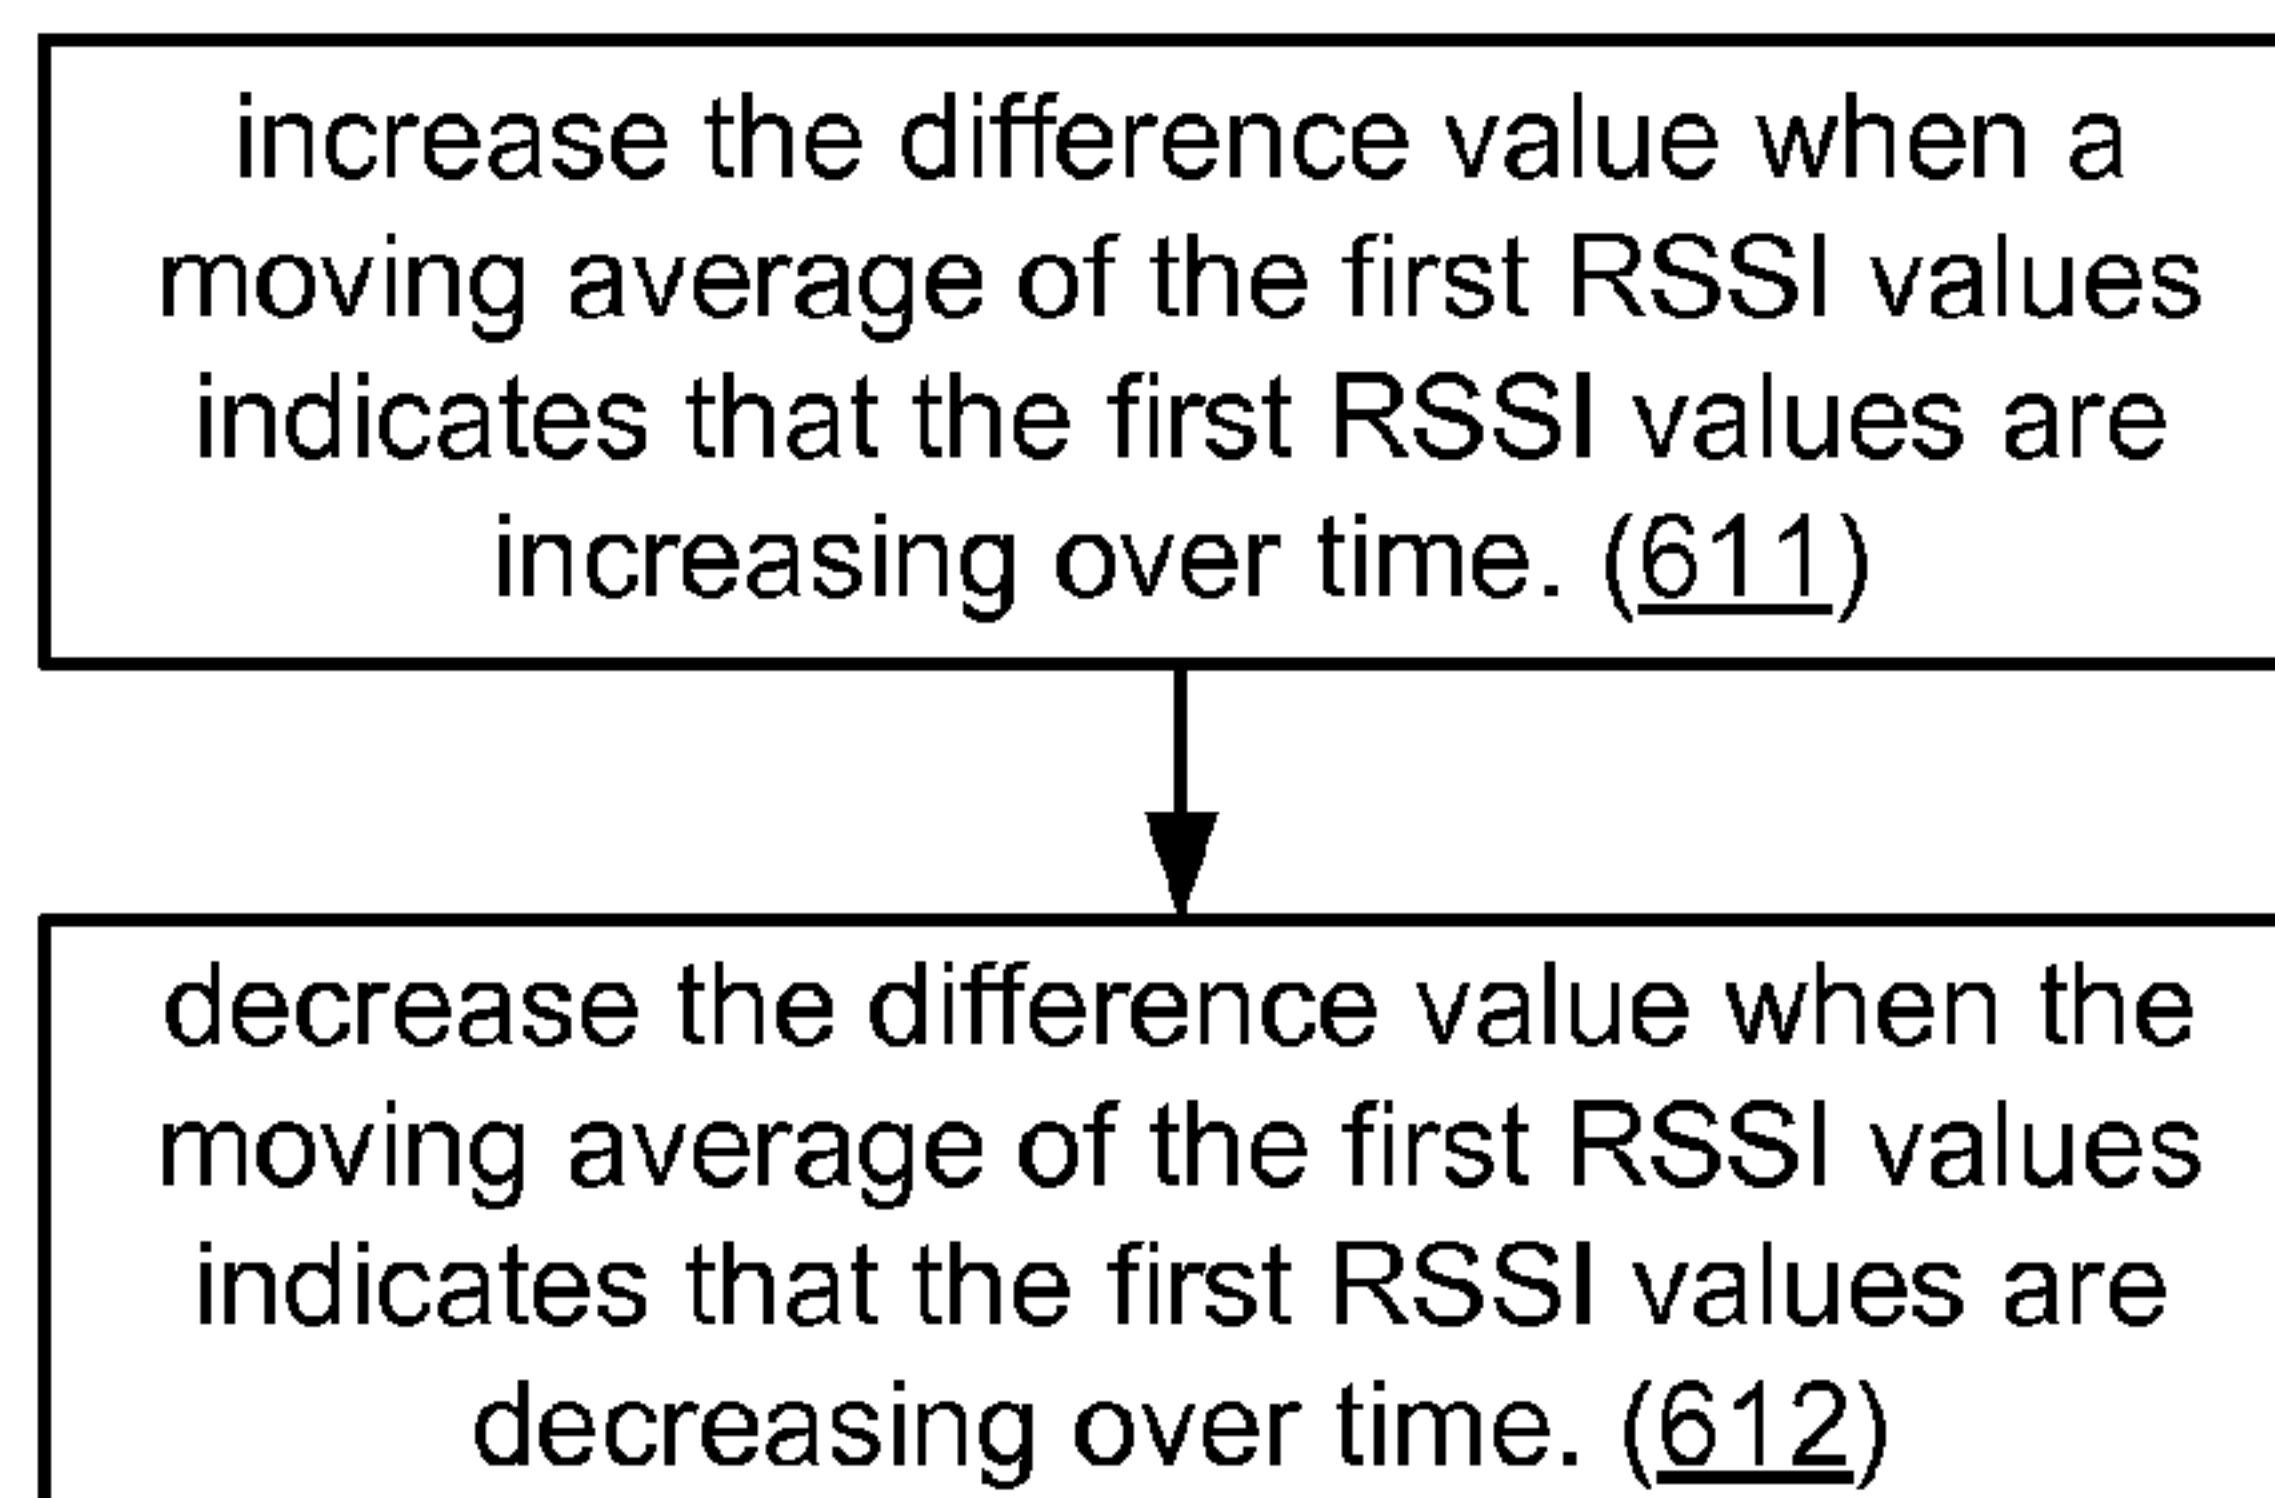 increase the difference value when a
moving average of the first RSSI values
indicates that the first RSSI values are
increasing over time. (611)
decrease the difference value when the
moving average of the first RSSI values
indicates that the first RSSI values are
decreasing over time. (612)